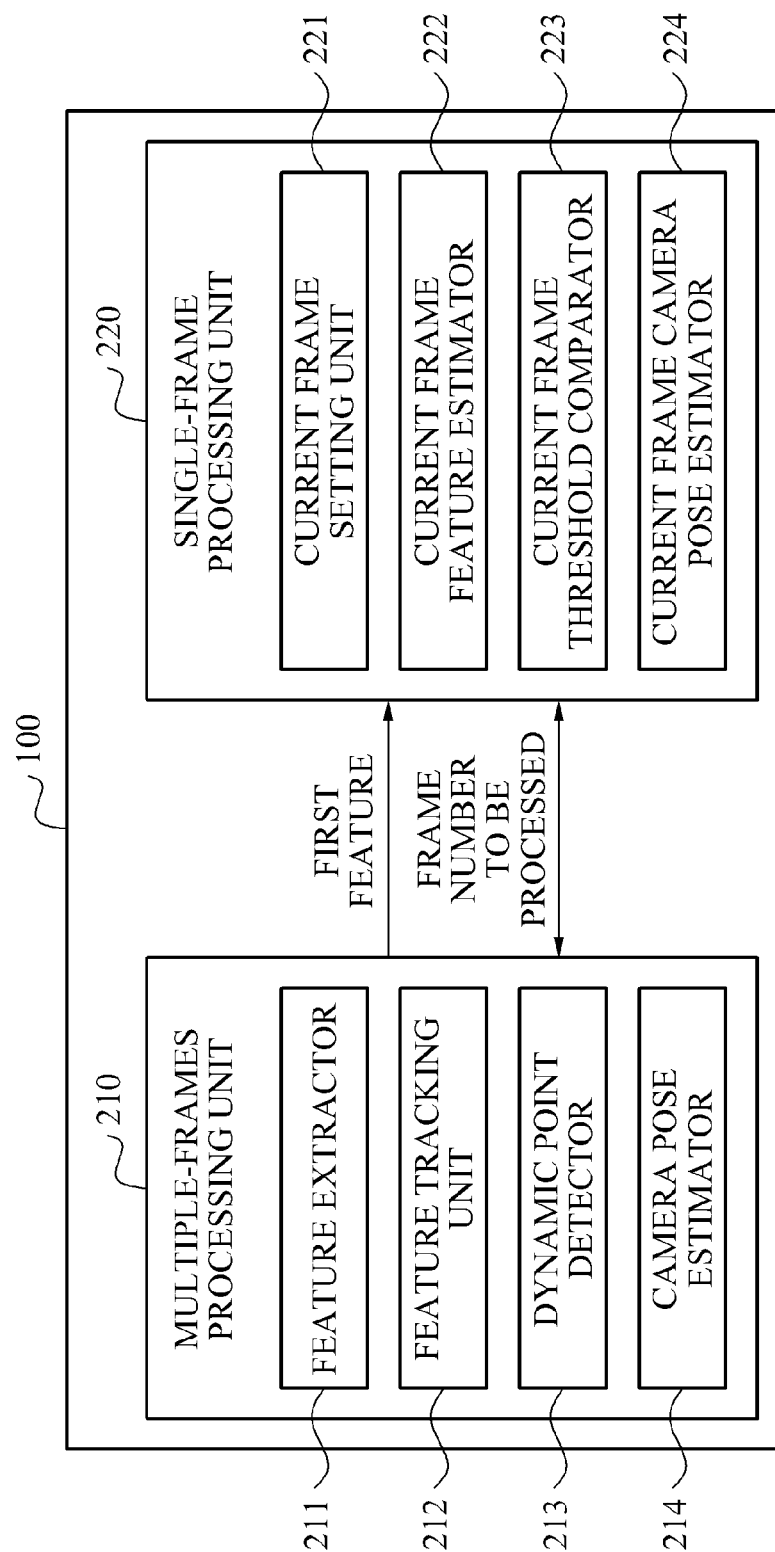 100
210
MULTIPLE-FRAMES
PROCESSING UNIT
211
FEATURE EXTRACTOR
212
FEATURE TRACKING
UNIT
213
DYNAMIC POINT
DETECTOR
214
CAMERA POSE
ESTIMATOR
FIRST
FEATURE
FRAME
NUMBER
TO BE
PROCESSED
220
SINGLE-FRAME
PROCESSING UNIT
CURRENT FRAME
SETTING UNIT
221
CURRENT FRAME
FEATURE ESTIMATOR
222
CURRENT FRAME
THRESHOLD COMPARATOR
223
CURRENT FRAME CAMERA
POSE ESTIMATOR
224